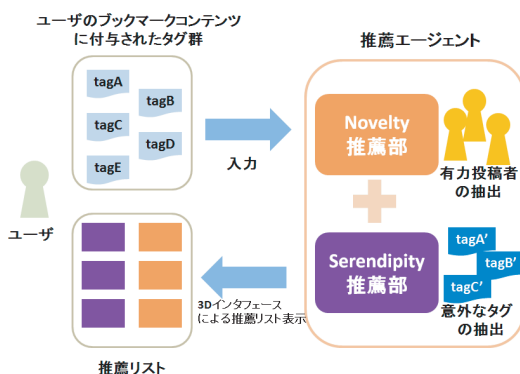 ユーザのブックマークコンテンツ
に付与されたタグ群
tagA
tagB
tagC
tagD
tagE
入力
推薦エージェント
Novelty
推薦部
有力投稿者
の抽出
Serendipity
推薦部
tagA'
tagB'
tagC'
意外なタグ
の抽出
ユーザ
3Dインタフェース
による推薦リスト表示
推薦リスト